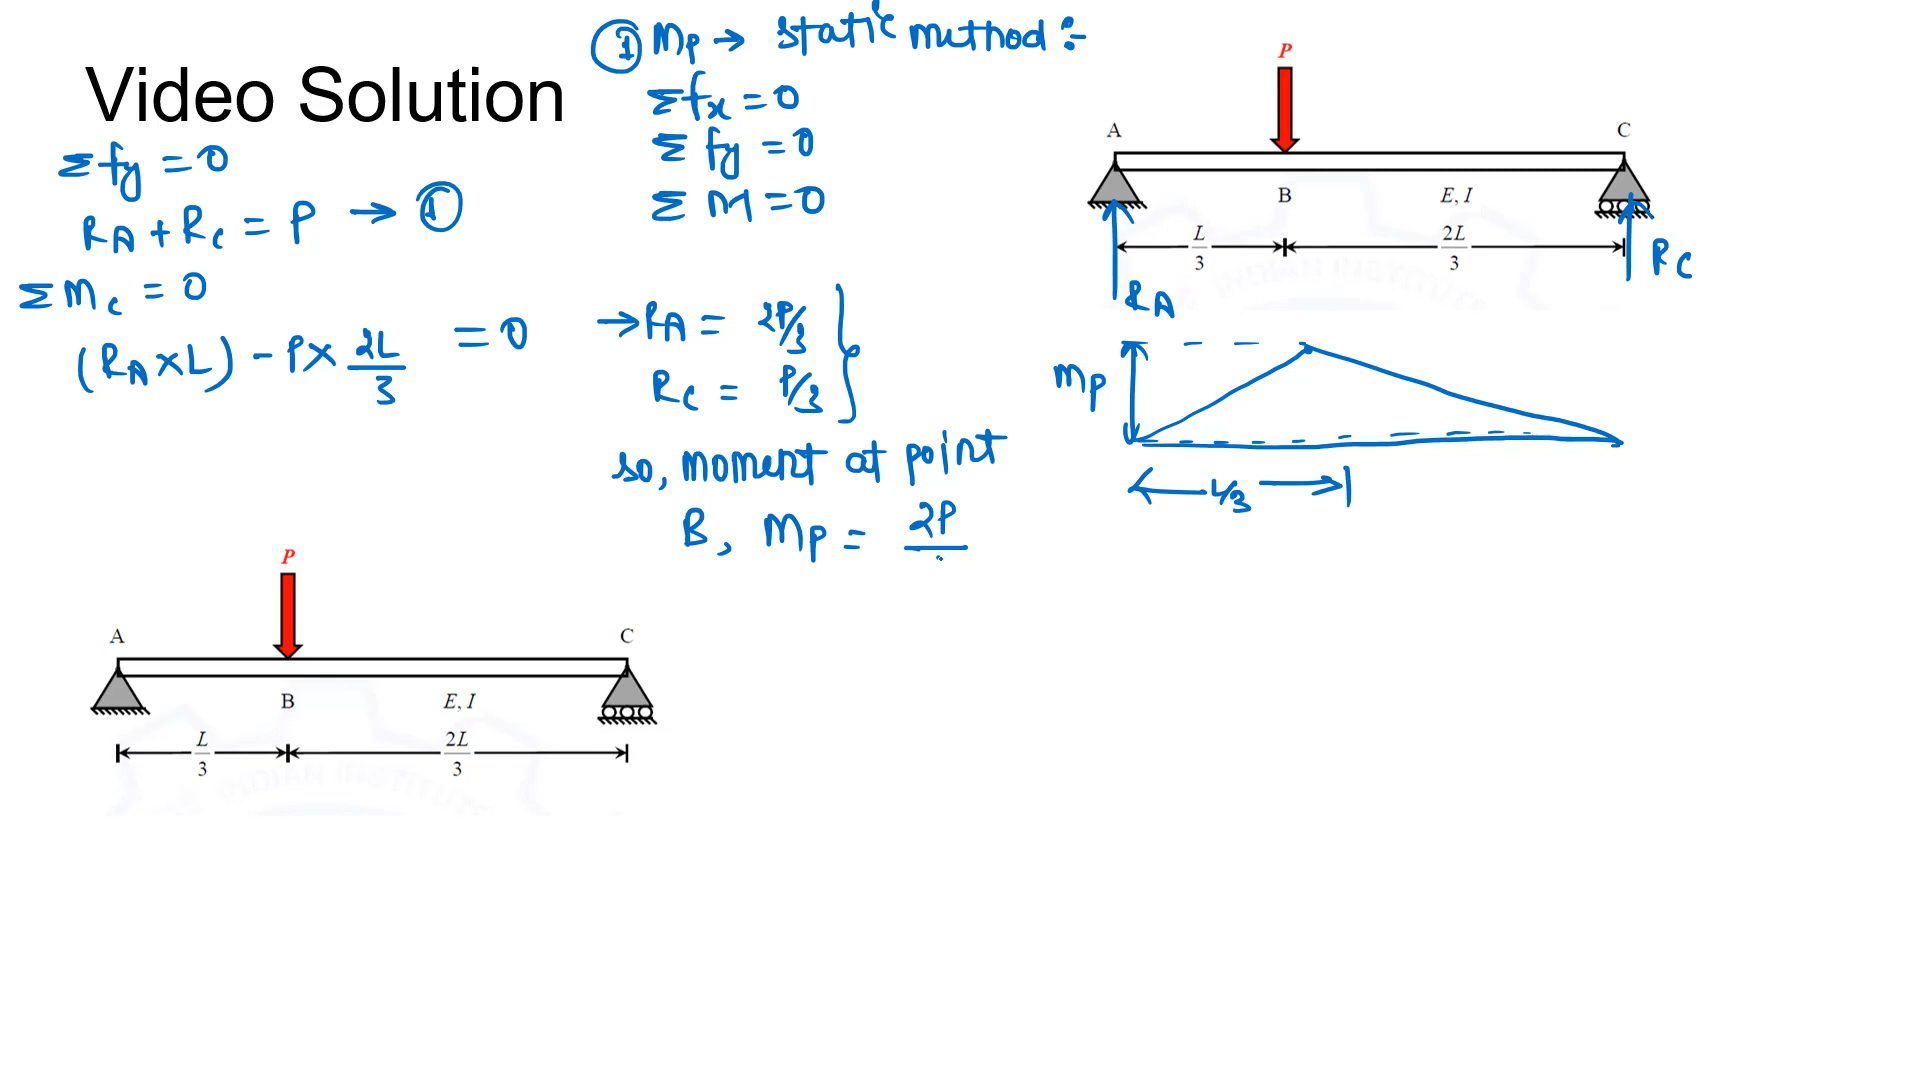 Video Solution
Σfy = 0
RA + RC = P → ①
ΣMC = 0
(RA × L) - P × 2L/3 = 0
① MP → static method :-
Σfx = 0
Σfy = 0
ΣM = 0
→ RA = 2P/3
RC = P/3
so, moment at point
B, MP = 2P
P
A
C
B
E, I
L/3
2L/3
RA
RC
MP
L/3
P
A
C
B
E, I
L/3
2L/3